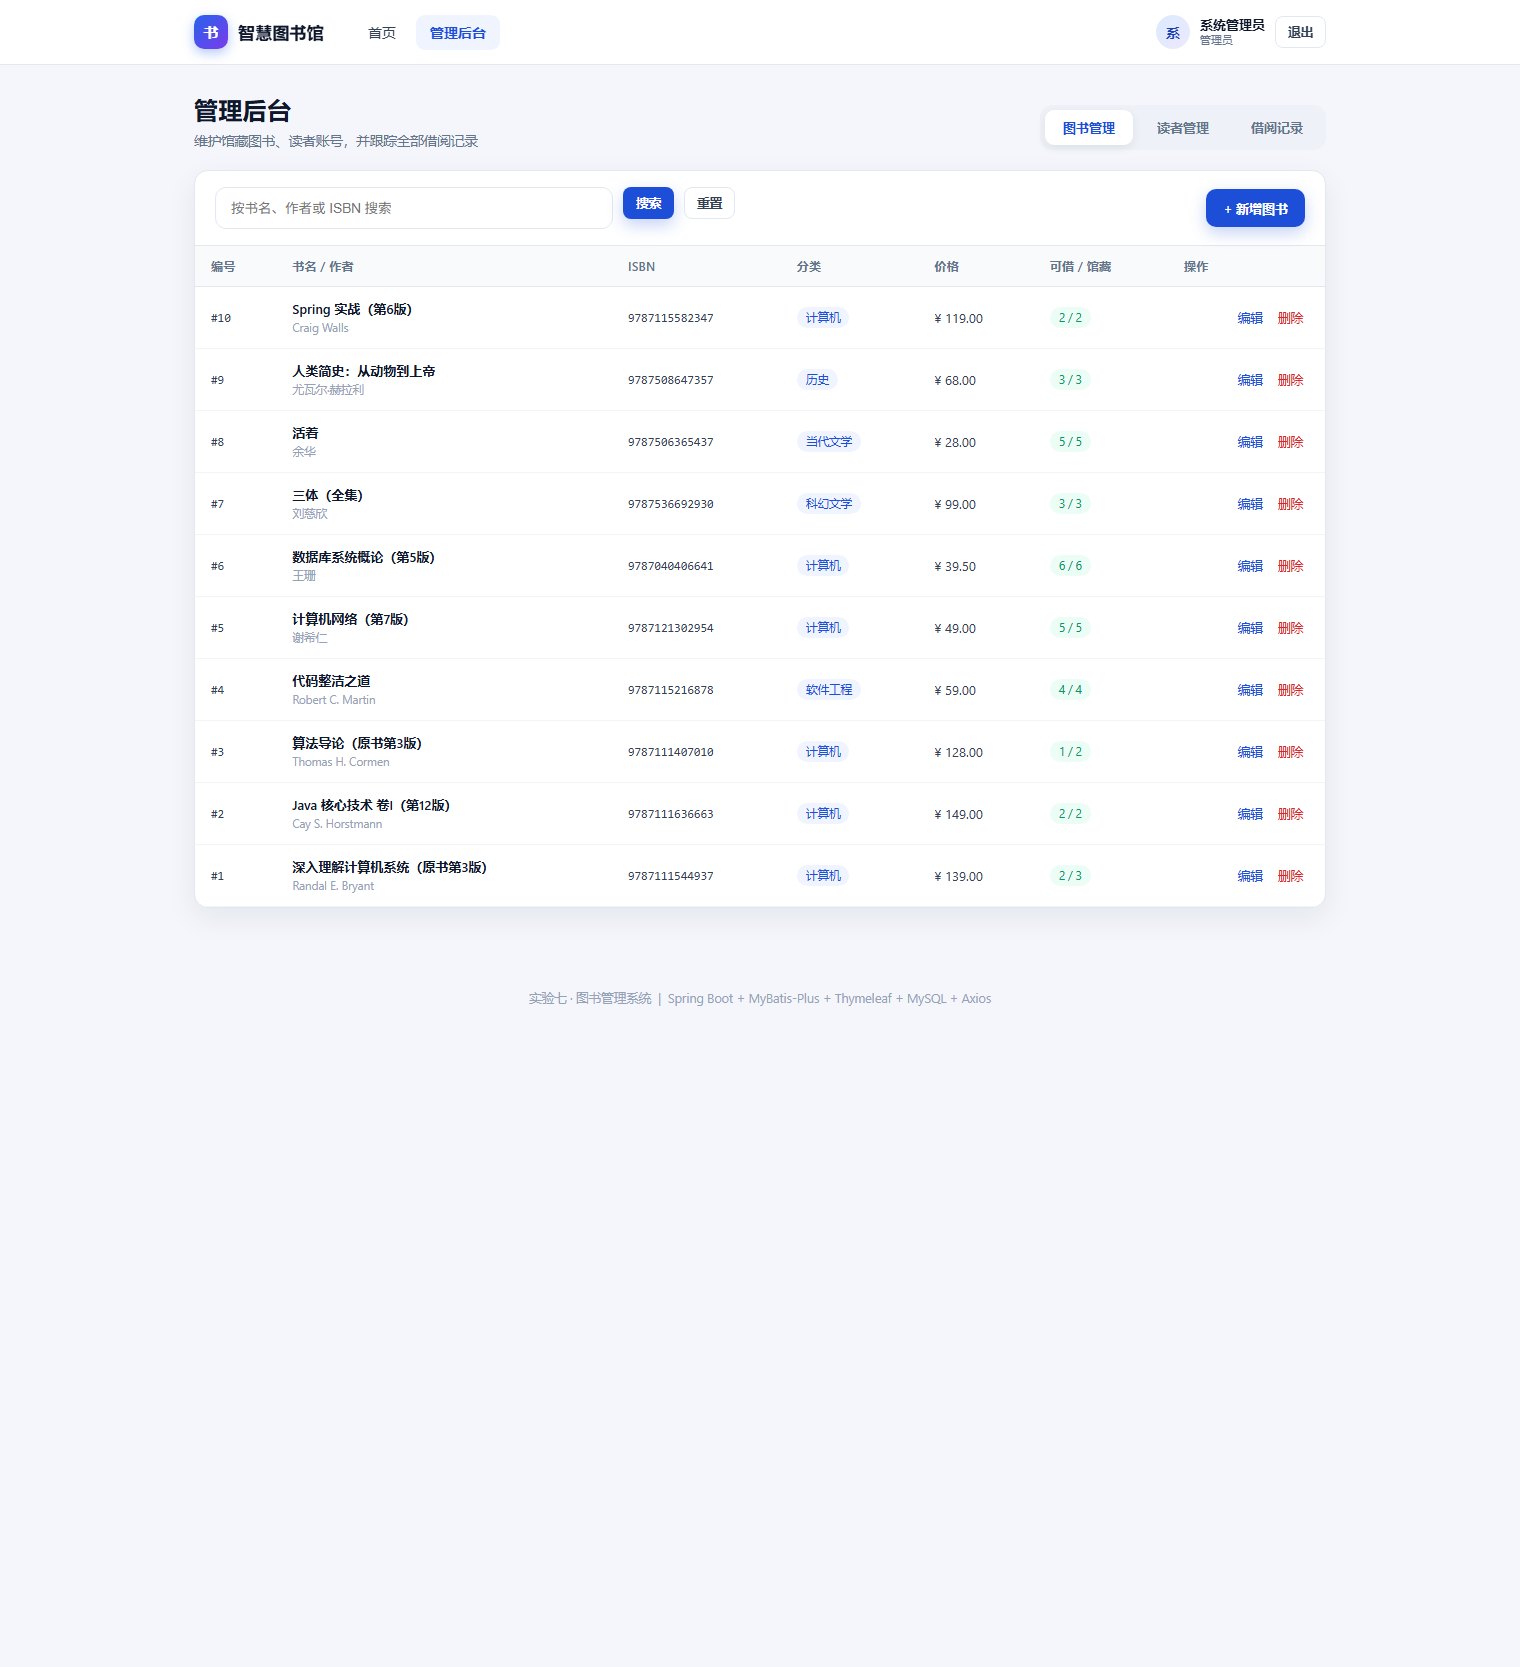 书 智慧图书馆 首页 管理后台 系 系统管理员 退出
管理员
管理后台
维护馆藏图书、读者账号，并跟踪全部借阅记录
图书管理 读者管理 借阅记录
按书名、作者或 ISBN 搜索 搜索 重置 + 新增图书
编号 书名 / 作者 ISBN 分类 价格 可借 / 馆藏 操作
#10 Spring 实战（第6版） 9787115582347 计算机 ¥ 119.00 2 / 2 编辑 删除
Craig Walls
#9 人类简史：从动物到上帝 9787508647357 历史 ¥ 68.00 3 / 3 编辑 删除
尤瓦尔·赫拉利
#8 活着 9787506365437 当代文学 ¥ 28.00 5 / 5 编辑 删除
余华
#7 三体（全集） 9787536692930 科幻文学 ¥ 99.00 3 / 3 编辑 删除
刘慈欣
#6 数据库系统概论（第5版） 9787040406641 计算机 ¥ 39.50 6 / 6 编辑 删除
王珊
#5 计算机网络（第7版） 9787121302954 计算机 ¥ 49.00 5 / 5 编辑 删除
谢希仁
#4 代码整洁之道 9787115216878 软件工程 ¥ 59.00 4 / 4 编辑 删除
Robert C. Martin
#3 算法导论（原书第3版） 9787111407010 计算机 ¥ 128.00 1 / 2 编辑 删除
Thomas H. Cormen
#2 Java 核心技术 卷I（第12版） 9787111636663 计算机 ¥ 149.00 2 / 2 编辑 删除
Cay S. Horstmann
#1 深入理解计算机系统（原书第3版） 9787111544937 计算机 ¥ 139.00 2 / 3 编辑 删除
Randal E. Bryant
实验七 · 图书管理系统 | Spring Boot + MyBatis-Plus + Thymeleaf + MySQL + Axios